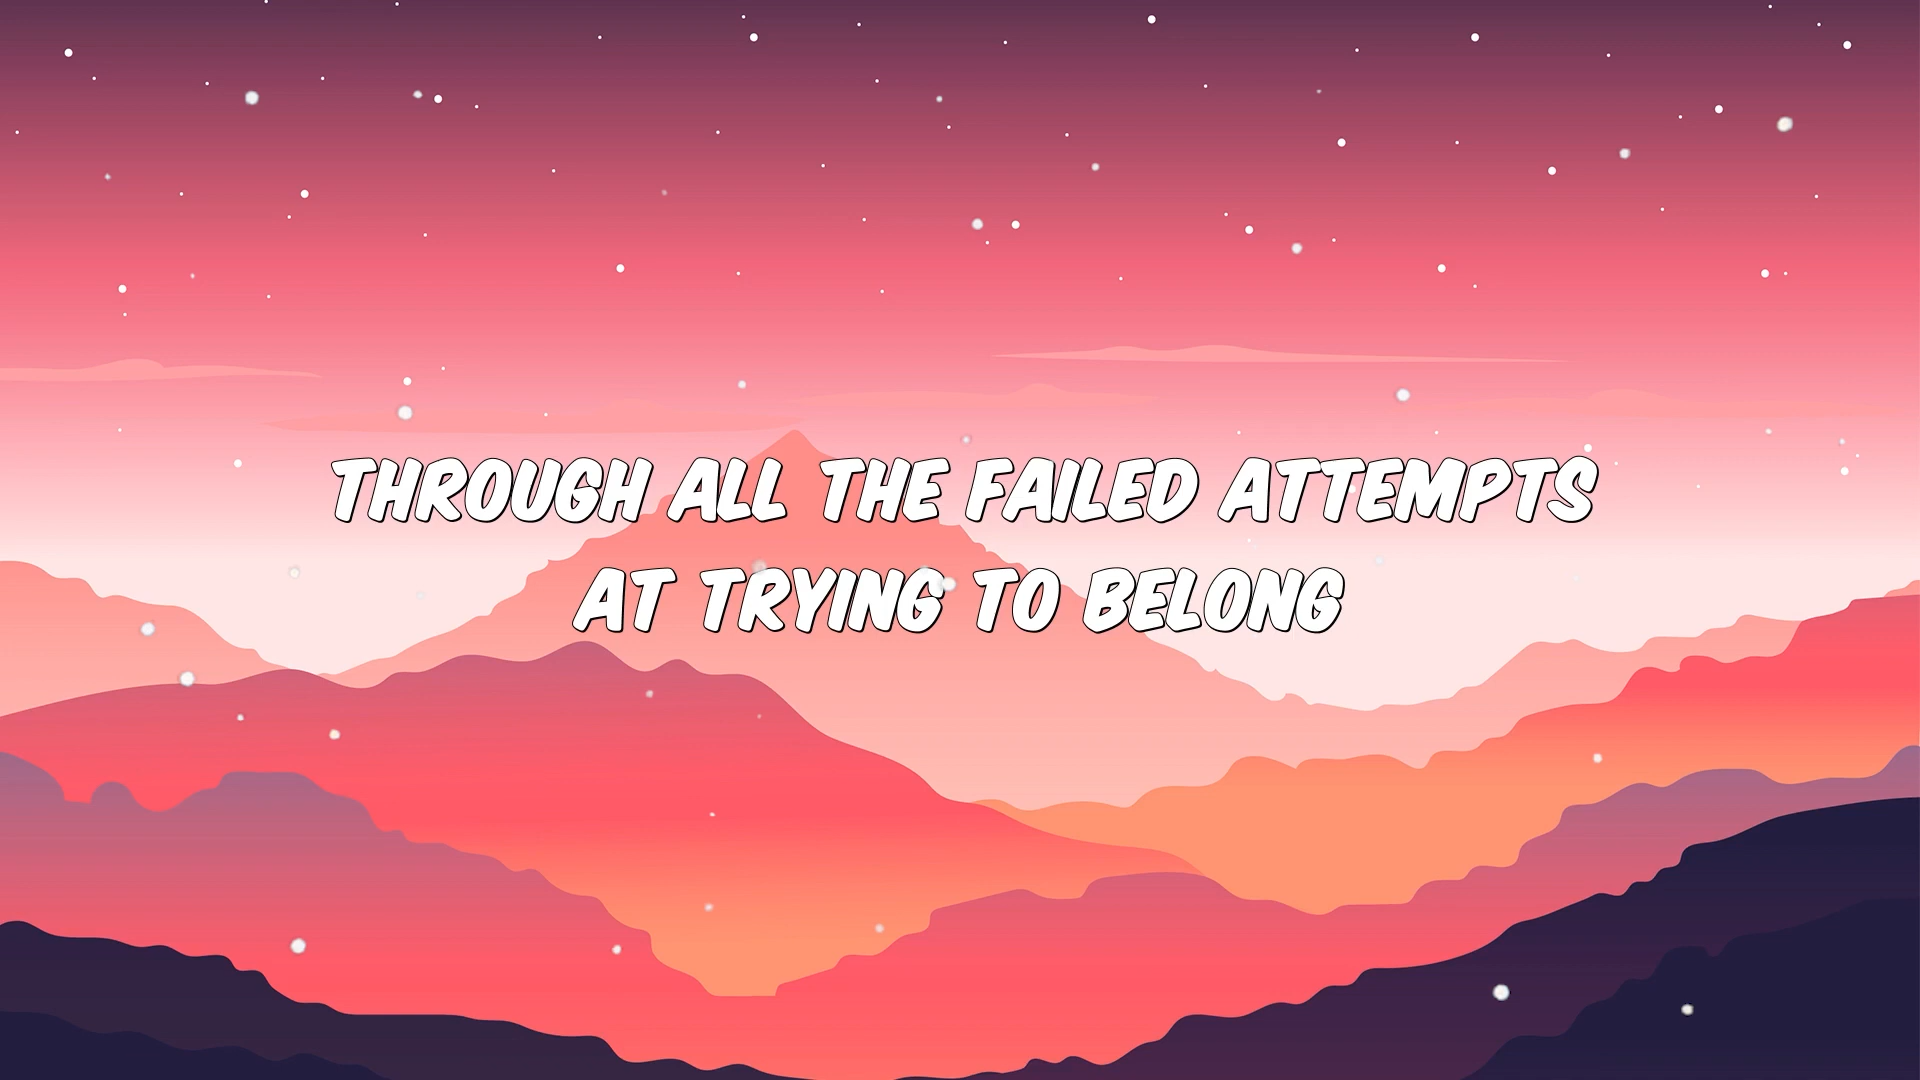 THROUGH ALL THE FAILED ATTEMPTS
AT TRYING TO BELONG